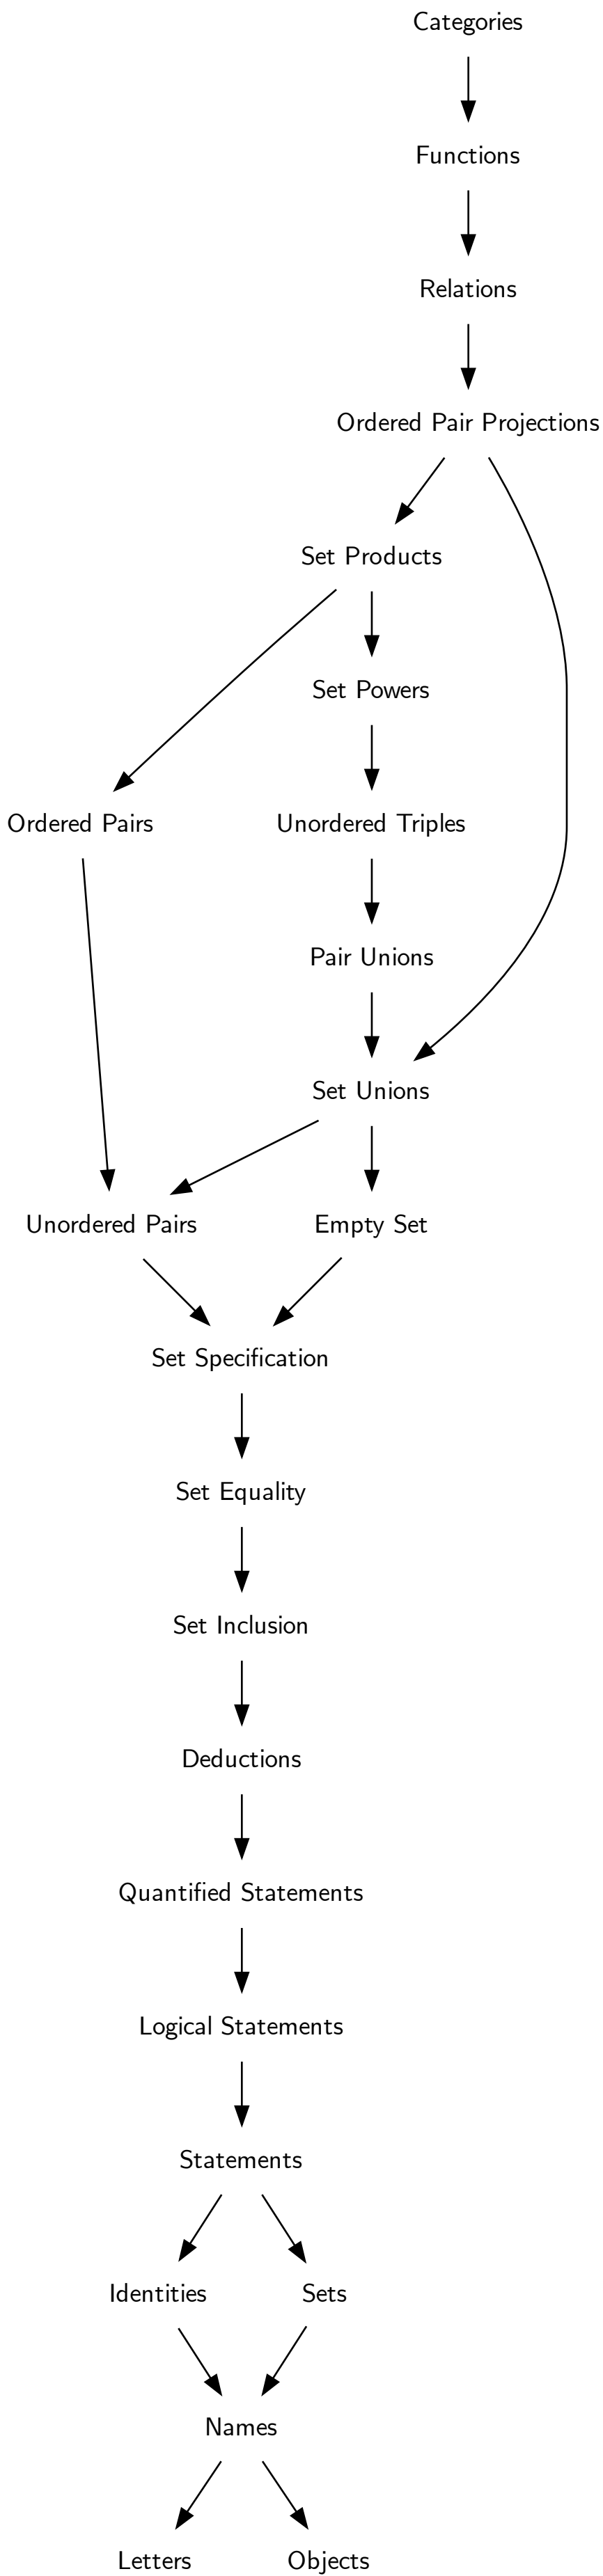 Categories
Functions
Relations
Ordered Pair Projections
Set Products
Set Powers
Ordered Pairs
Unordered Triples
Pair Unions
Set Unions
Unordered Pairs
Empty Set
Set Specification
Set Equality
Set Inclusion
Deductions
Quantified Statements
Logical Statements
Statements
Identities
Sets
Names
Letters
Objects